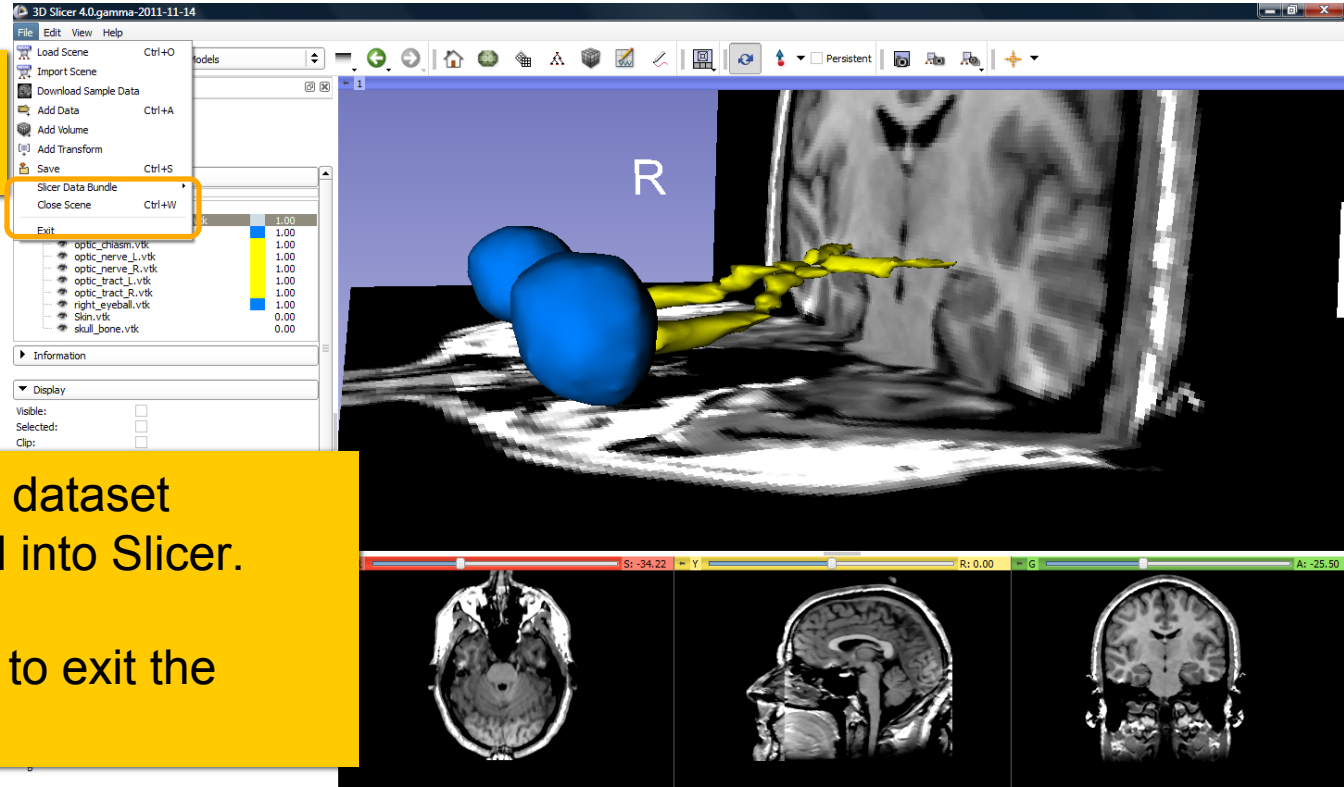 3D Slicer 4.0.gamma-2011-11-14
File Edit View Help
Load Scene Ctrl+O
Import Scene
Download Sample Data
Add Data Ctrl+A
Add Volume
Add Transform
Save Ctrl+S
Slicer Data Bundle
Close Scene Ctrl+W
Exit
Persistent
1
R
1.00
1.00
optic_chiasm.vtk 1.00
optic_nerve_L.vtk 1.00
optic_nerve_R.vtk 1.00
optic_tract_L.vtk 1.00
optic_tract_R.vtk 1.00
right_eyeball.vtk 1.00
Skin.vtk 0.00
skull_bone.vtk 0.00
Information
Display
Visible:
Selected:
Clip:
dataset
into Slicer.
to exit the
S: -34.22 Y R: 0.00 G A: -25.50